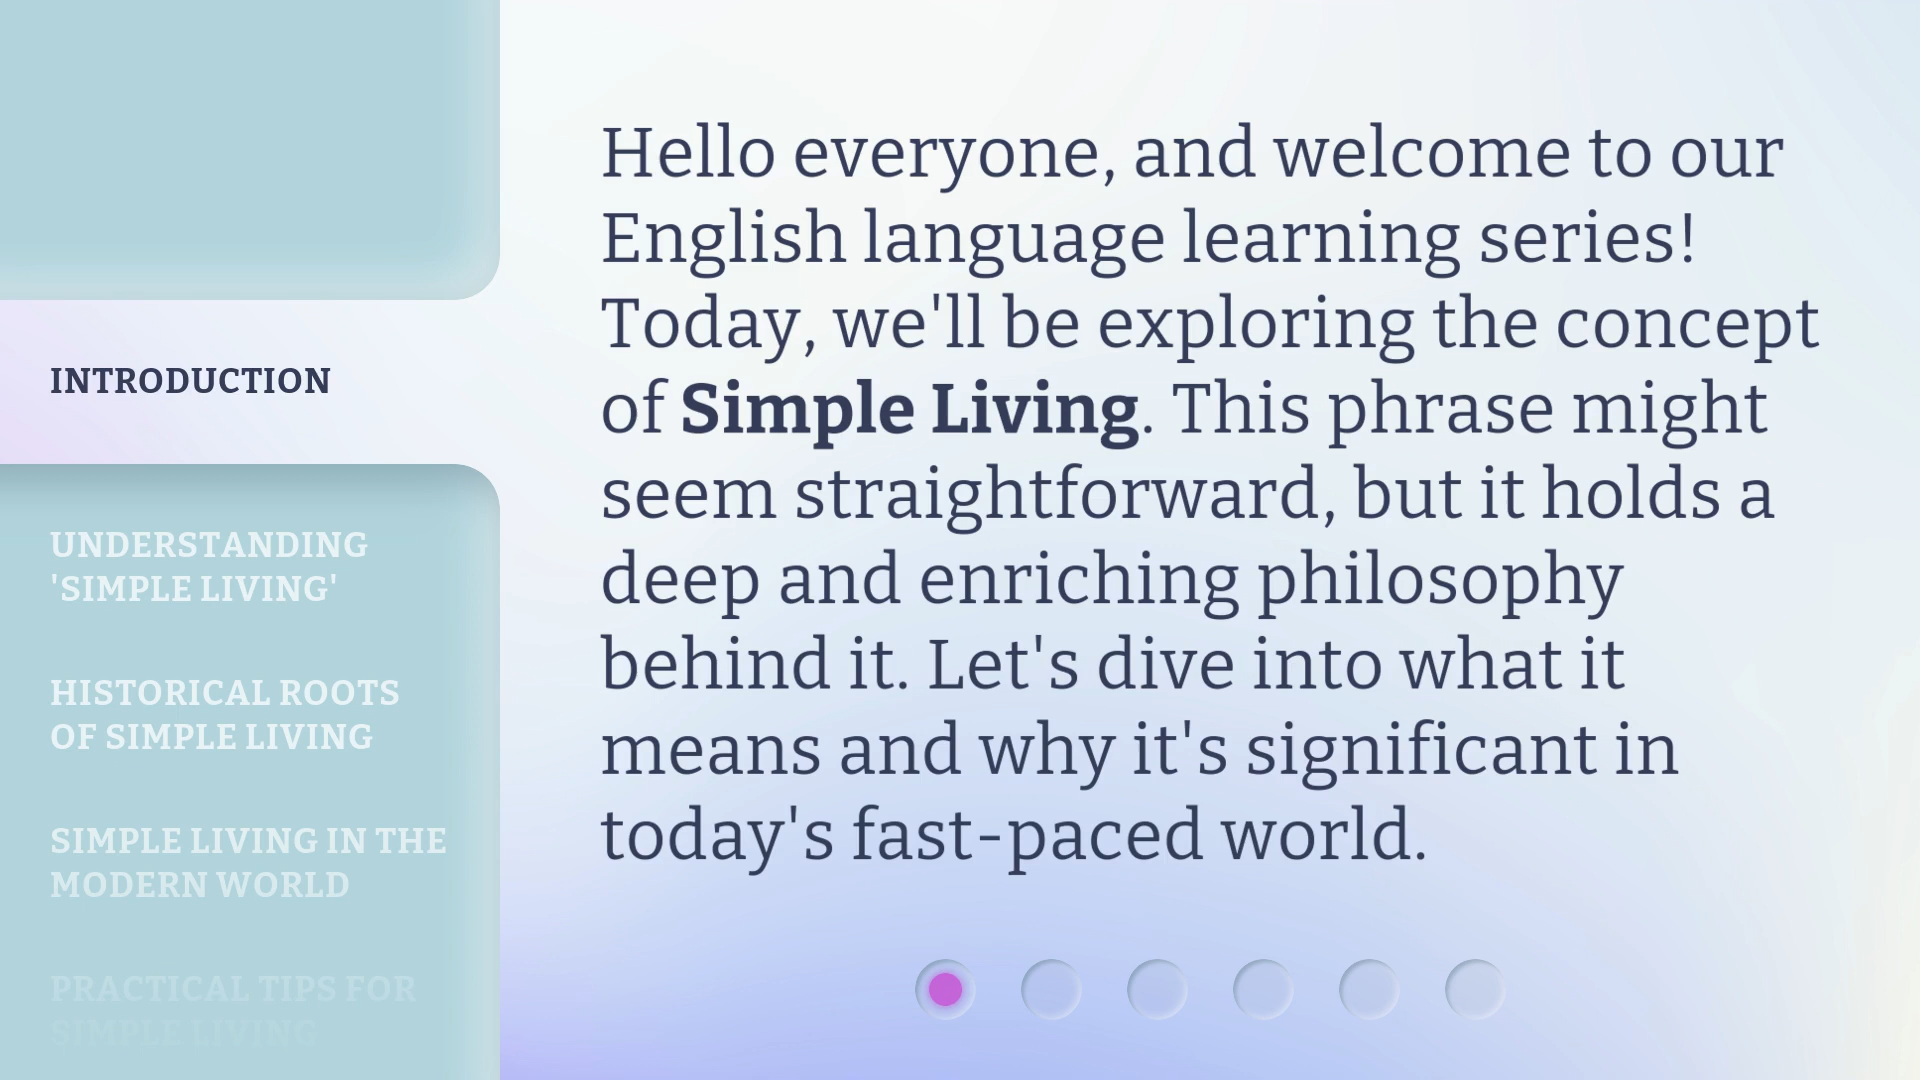 INTRODUCTION
UNDERSTANDING
'SIMPLE LIVING'
HISTORICAL ROOTS
OF SIMPLE LIVING
SIMPLE LIVING IN THE
MODERN WORLD
PRACTICAL TIPS FOR
SIMPLE LIVING
Hello everyone, and welcome to our
English language learning series!
Today, we'll be exploring the concept
of Simple Living. This phrase might
seem straightforward, but it holds a
deep and enriching philosophy
behind it. Let's dive into what it
means and why it's significant in
today's fast-paced world.